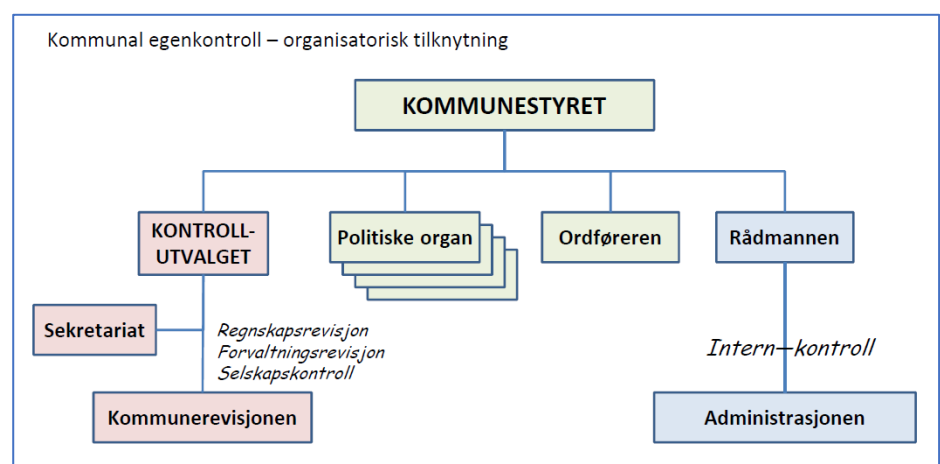 Kommunal egenkontroll – organisatorisk tilknytning
KOMMUNESTYRET
KONTROLL-
UTVALGET
Politiske organ
Ordføreren
Rådmannen
Sekretariat
Regnskapsrevisjon
Forvaltningsrevisjon
Selskapskontroll
Intern–kontroll
Kommunerevisjonen
Administrasjonen